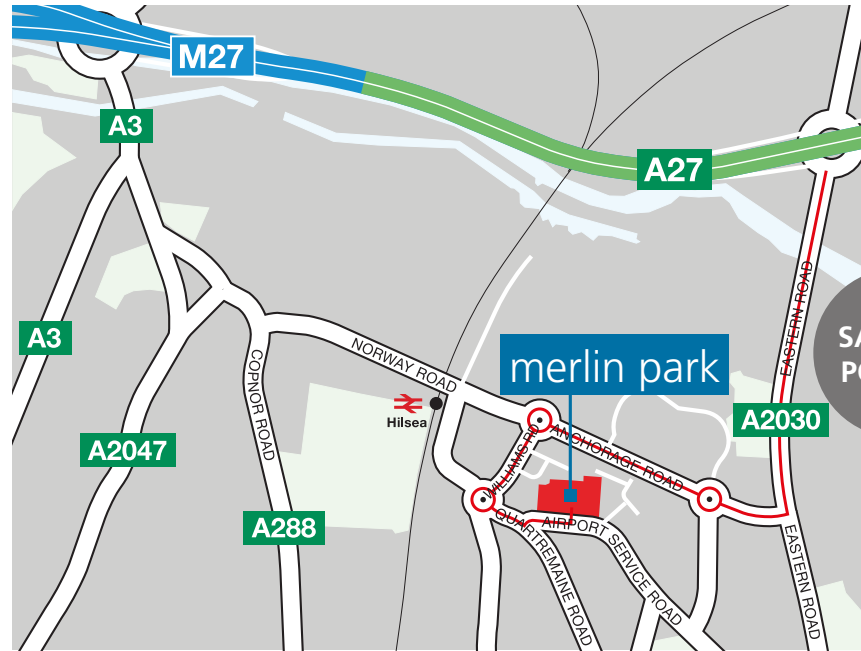 M27
A3
A27
EASTERN ROAD
A3
NORWAY ROAD
merlin park
COPNOR ROAD
Hilsea
A2030
A2047
WILLIAMS RD
ANCHORAGE ROAD
A288
QUARTREMAINE ROAD
AIRPORT SERVICE ROAD
EASTERN ROAD